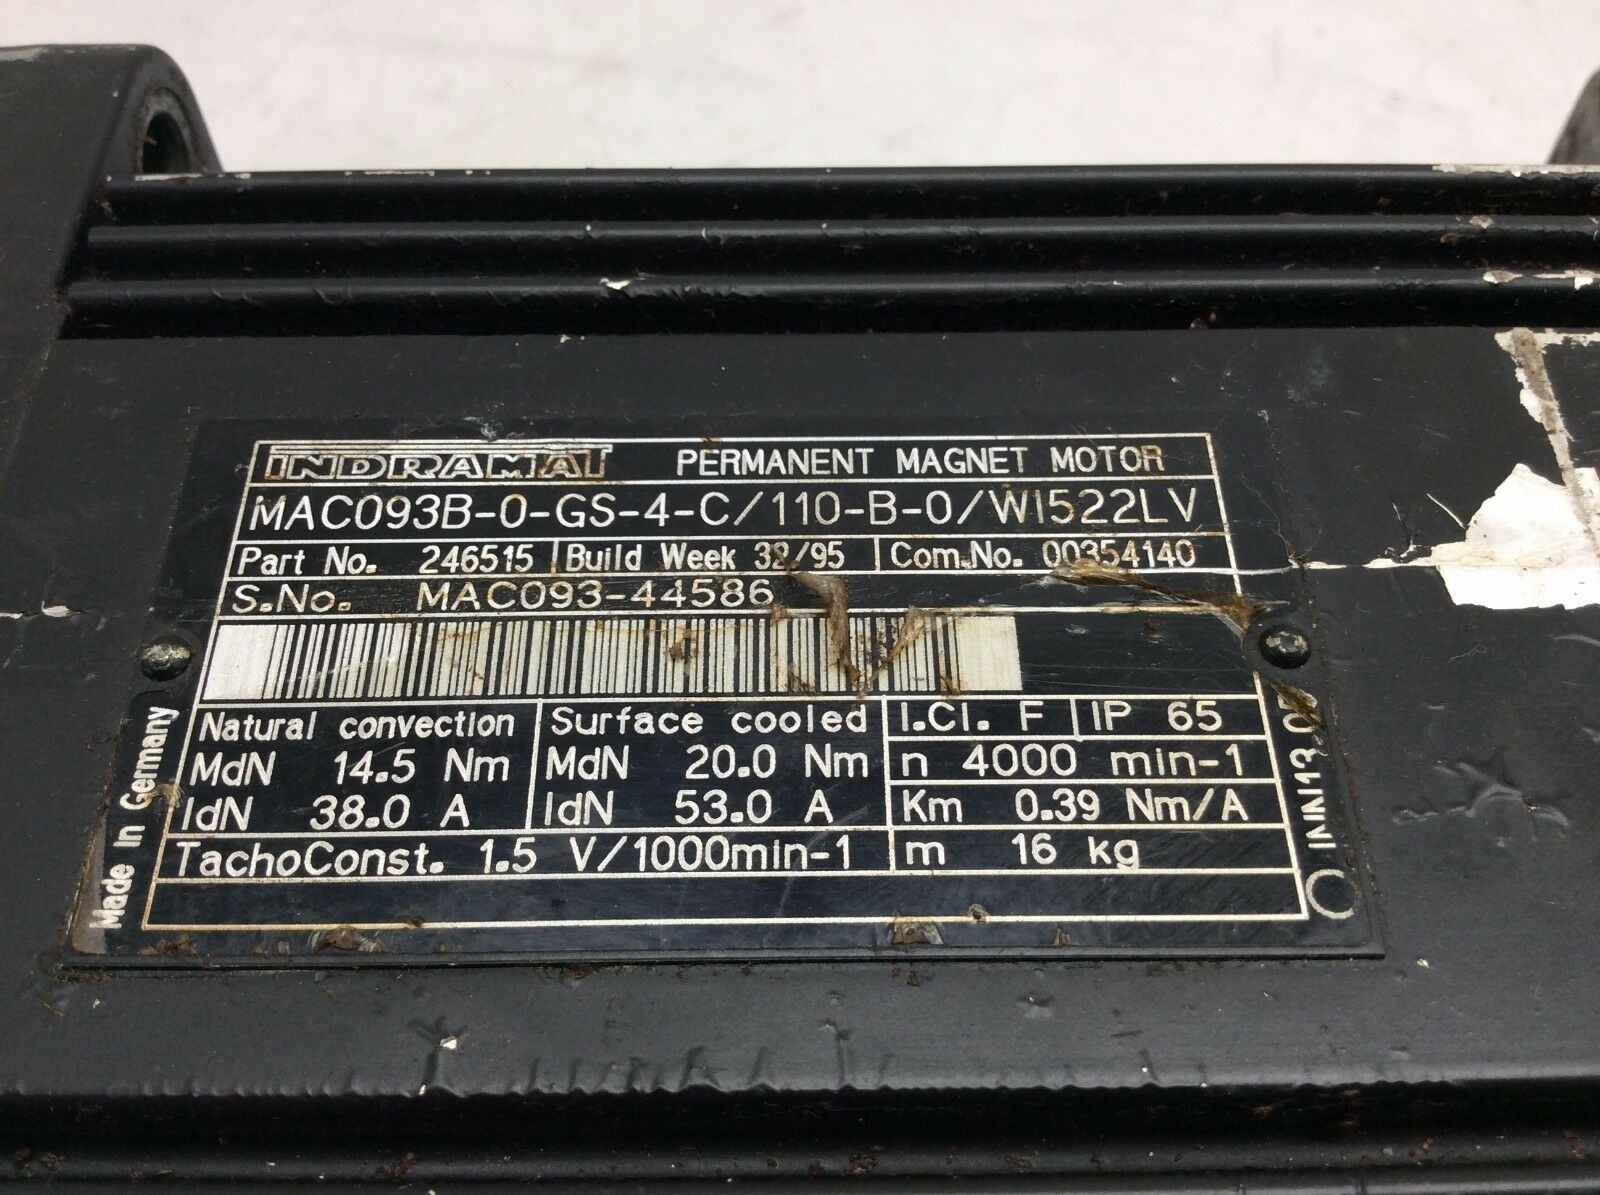 INDRAMAT PERMANENT MAGNET MOTOR
MAC093B-0-GS-4-C/110-B-0/WI522LV
Part No. 246515 Build Week 38/95 Com.No. 00354140
S.No. MAC093-44586
Natural convection Surface cooled I.Cl. F IP 65
MdN 14.5 Nm MdN 20.0 Nm n 4000 min-1
IdN 38.0 A IdN 53.0 A Km 0.39 Nm/A
TachoConst. 1.5 V/1000min-1 m 16 kg
Made in Germany